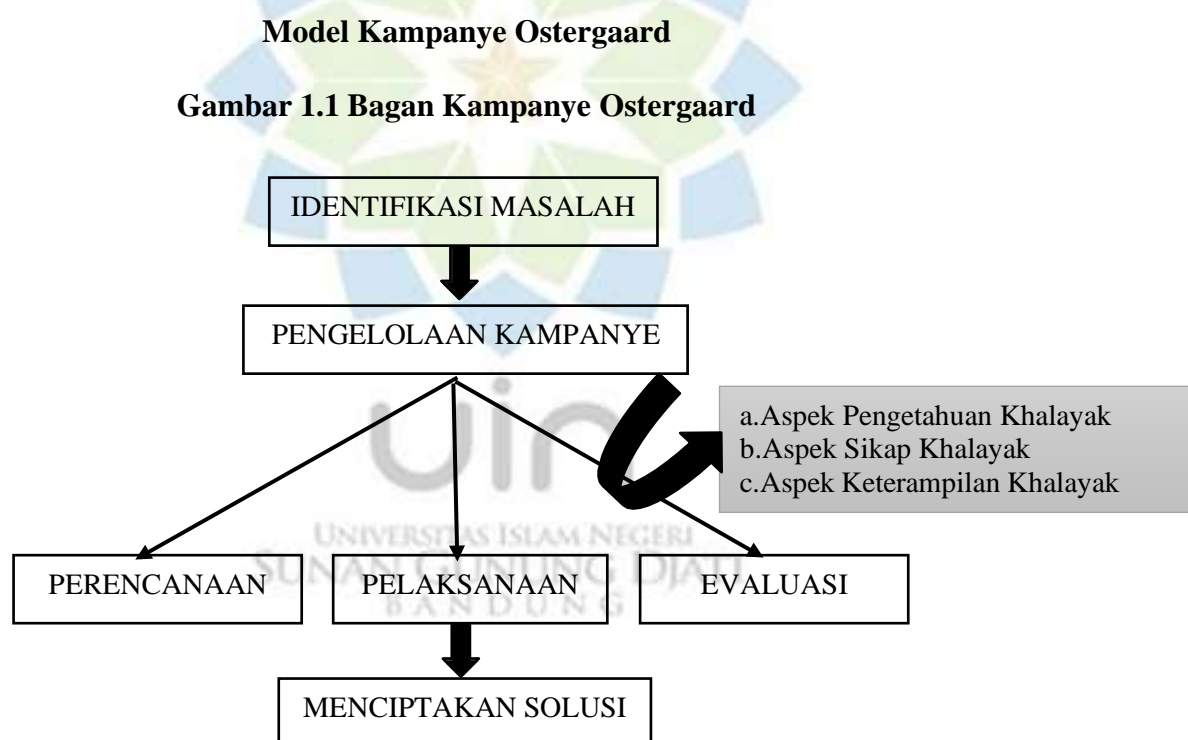 Model Kampanye Ostergaard
Gambar 1.1 Bagan Kampanye Ostergaard
IDENTIFIKASI MASALAH
PENGELOLAAN KAMPANYE
uin
a.Aspek Pengetahuan Khalayak
b.Aspek Sikap Khalayak
c.Aspek Keterampilan Khalayak
UNIVERSITAS ISLAM NEGERI
SUNAN GUNUNG DJATI
BANDUNG
PERENCANAAN
PELAKSANAAN
EVALUASI
MENCIPTAKAN SOLUSI